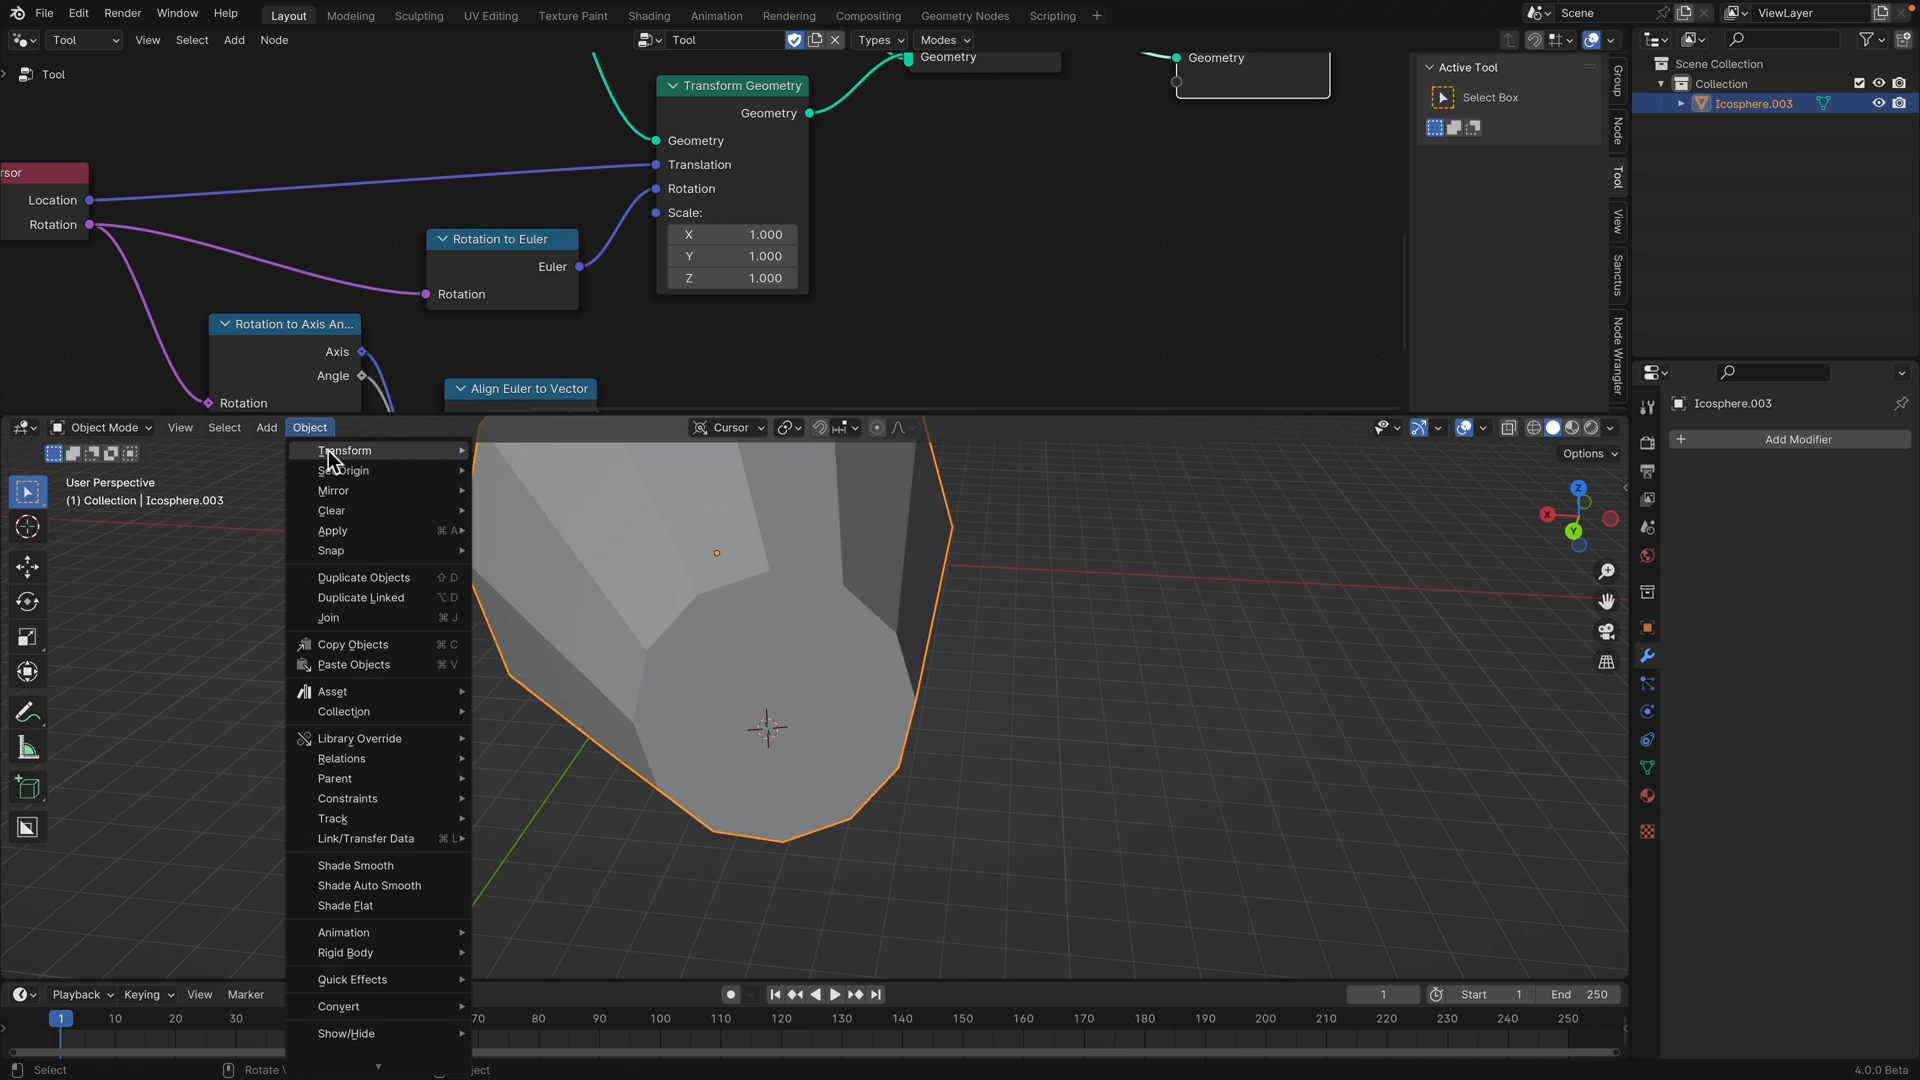 File Edit Render Window Help
Layout Modeling Sculpting UV Editing Texture Paint Shading Animation Rendering Compositing Geometry Nodes Scripting +
Scene
ViewLayer
Tool View Select Add Node
Tool Types Modes
Tool
rsor
Location
Rotation
Rotation to Axis An...
Axis
Angle
Rotation
Rotation to Euler
Euler
Rotation
Align Euler to Vector
Transform Geometry
Geometry
Geometry
Translation
Rotation
Scale:
X 1.000
Y 1.000
Z 1.000
Geometry
Geometry
Active Tool
Select Box
Group
Node
Tool
View
Sanctus
Node Wrangler
Scene Collection
Collection
Icosphere.003
Icosphere.003
Add Modifier
Object Mode View Select Add Object
Cursor
Options
User Perspective
(1) Collection | Icosphere.003
Z
X
Y
Transform
Set Origin
Mirror
Clear
Apply ⌘ A
Snap
Duplicate Objects ⇧ D
Duplicate Linked ⌥ D
Join ⌘ J
Copy Objects ⌘ C
Paste Objects ⌘ V
Asset
Collection
Library Override
Relations
Parent
Constraints
Track
Link/Transfer Data ⌘ L
Shade Smooth
Shade Auto Smooth
Shade Flat
Animation
Rigid Body
Quick Effects
Convert
Show/Hide
Playback Keying View Marker
1 Start 1 End 250
1 10 20 30 70 80 90 100 110 120 130 140 150 160 170 180 190 200 210 220 230 240 250
Select Rotate V ject 4.0.0 Beta